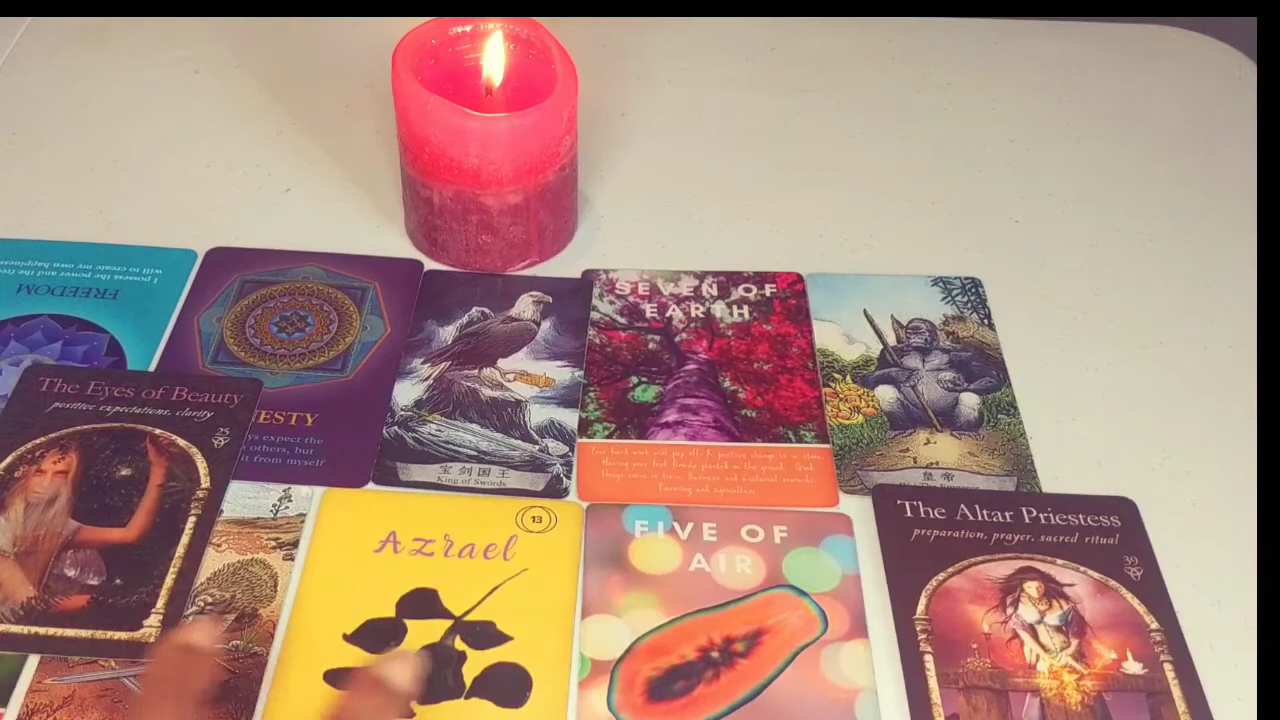 FREEDOM
I possess the power and the free
will to create my own happiness
ESTY
ys expect the
others, but
it from myself
宝剑国王
King of Swords
SEVEN OF
EARTH
Your hard work will pay off. A positive change is in store.
Having your feet firmly planted in the ground. Good
things come in time. Business and material rewards.
Farming and agriculture.
皇帝
The Emperor
The Eyes of Beauty
positive expectations, clarity
25
13
Azrael
FIVE OF
AIR
The Altar Priestess
preparation, prayer, sacred ritual
39